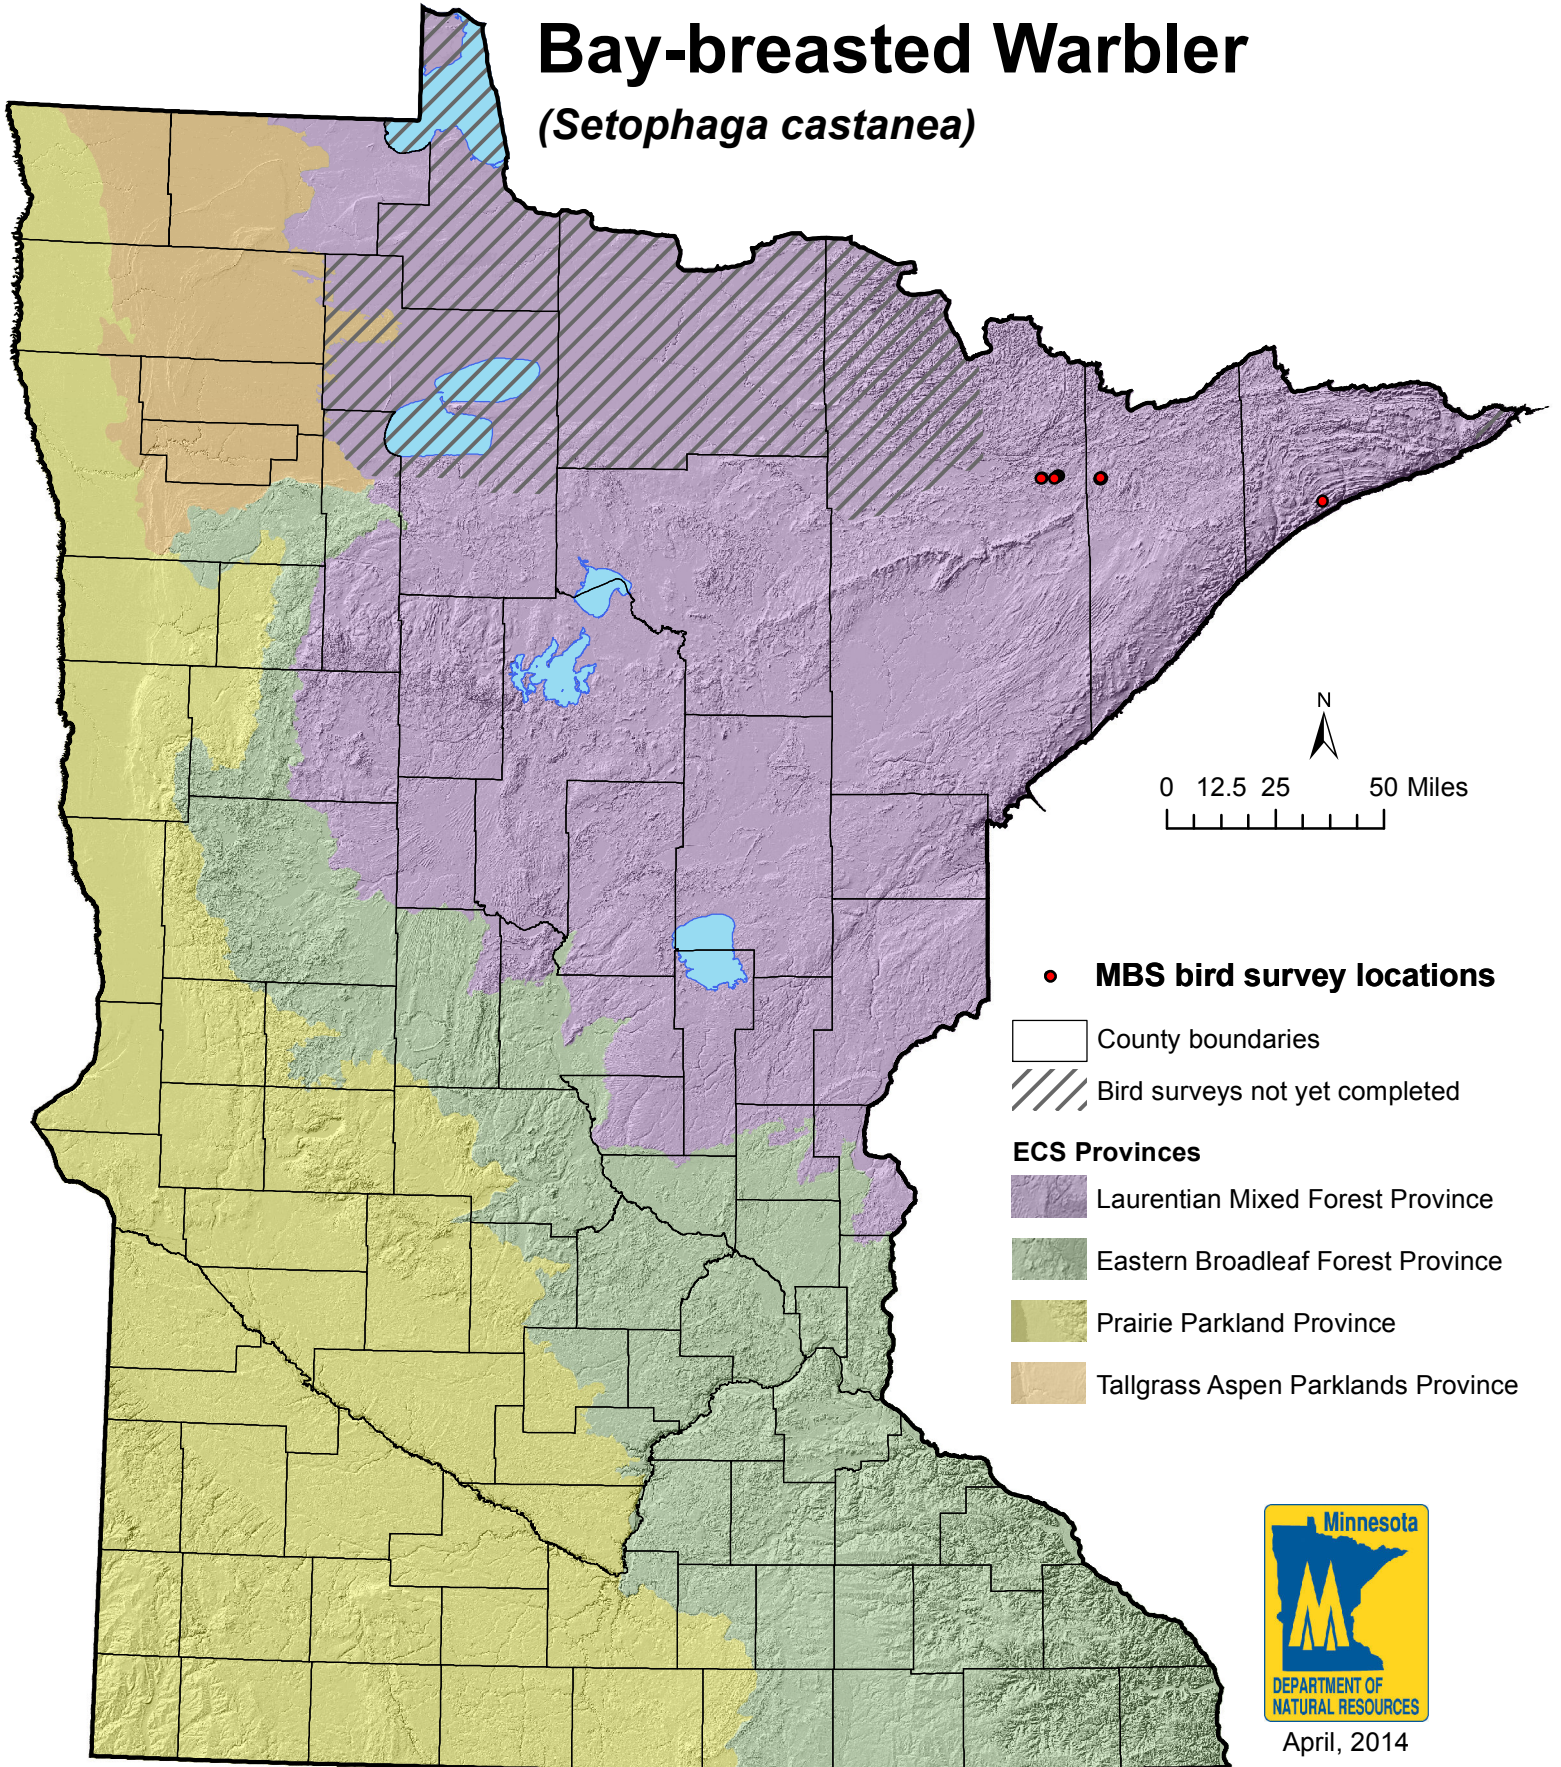 Bay-breasted Warbler
(Setophaga castanea)
N
0 12.5 25 50 Miles
MBS bird survey locations
County boundaries
Bird surveys not yet completed
ECS Provinces
Laurentian Mixed Forest Province
Eastern Broadleaf Forest Province
Prairie Parkland Province
Tallgrass Aspen Parklands Province
Minnesota
DEPARTMENT OF
NATURAL RESOURCES
April, 2014